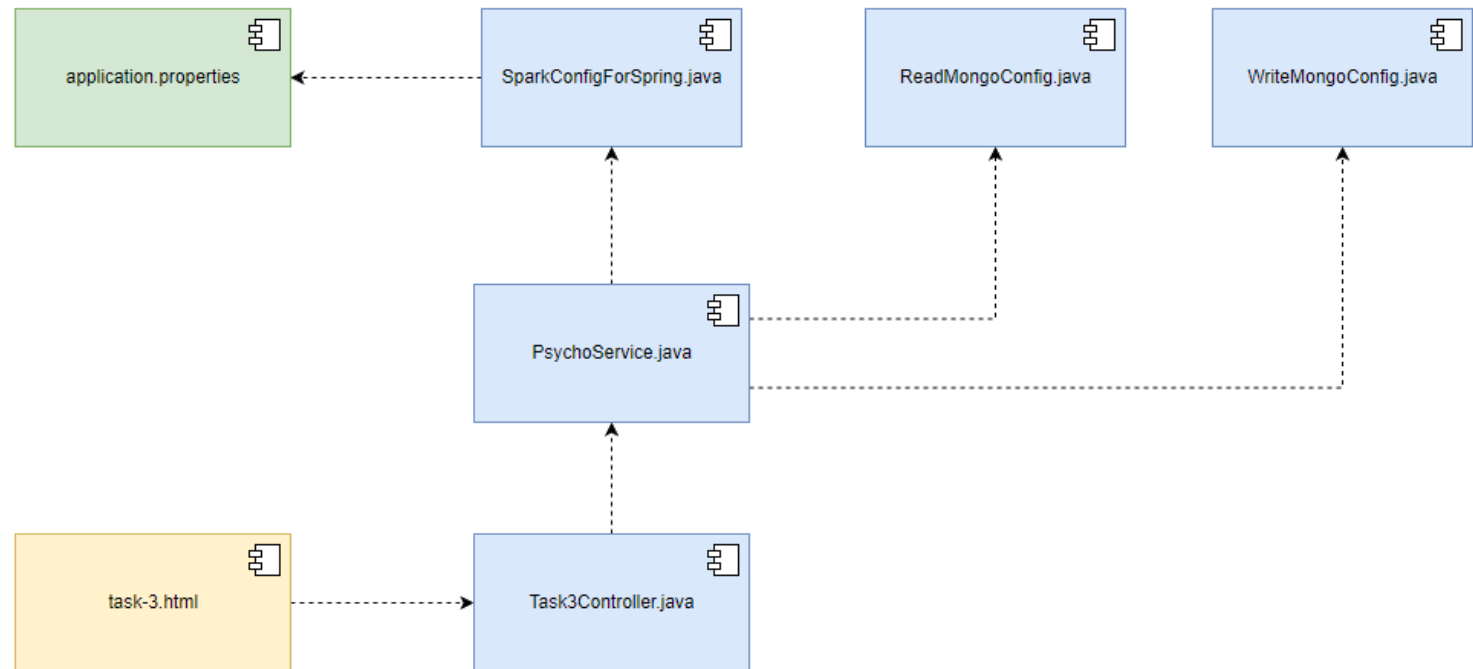 application.properties
SparkConfigForSpring.java
ReadMongoConfig.java
WriteMongoConfig.java
PsychoService.java
task-3.html
Task3Controller.java